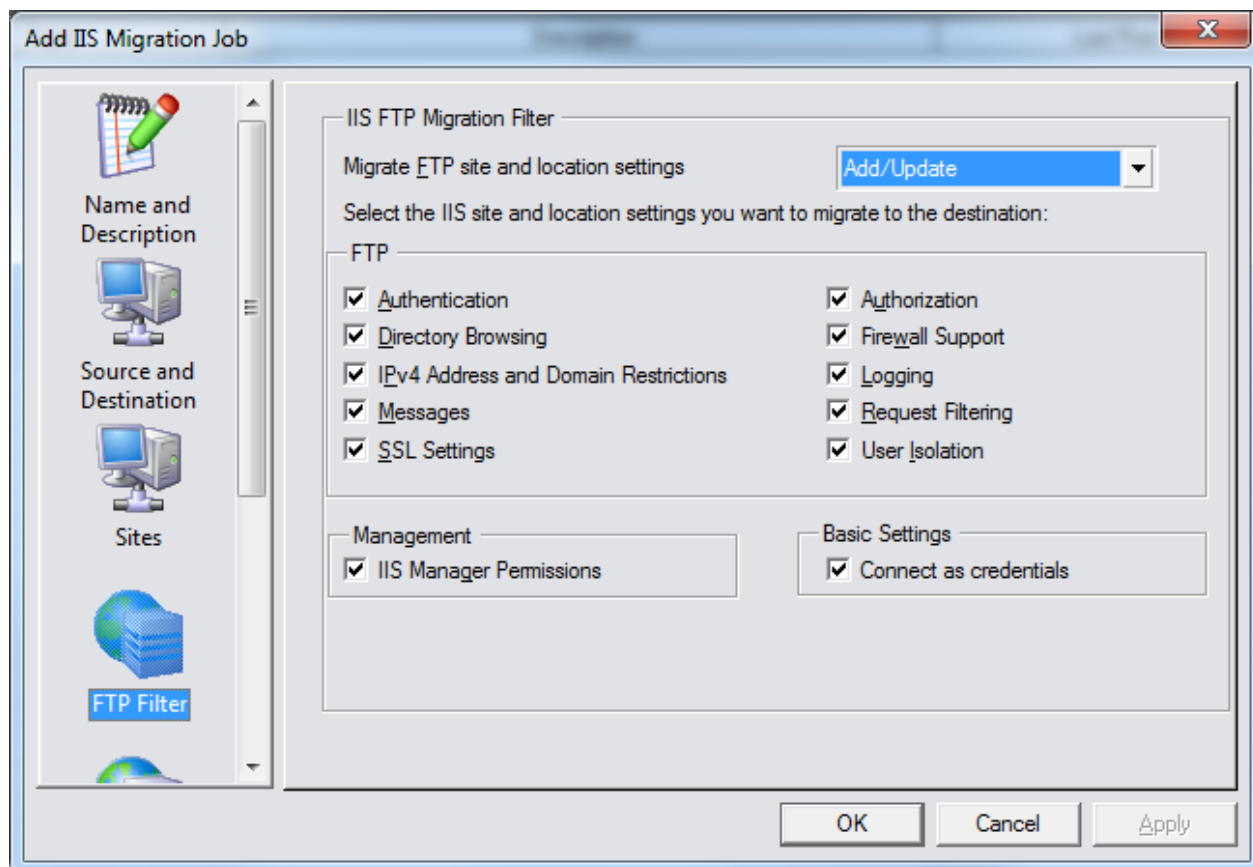 Add IIS Migration Job
Name and
Description
Source and
Destination
Sites
FTP Filter
IIS FTP Migration Filter
Migrate FTP site and location settings
Add/Update
Select the IIS site and location settings you want to migrate to the destination:
FTP
Authentication
Authorization
Directory Browsing
Firewall Support
IPv4 Address and Domain Restrictions
Logging
Messages
Request Filtering
SSL Settings
User Isolation
Management
IIS Manager Permissions
Basic Settings
Connect as credentials
OK
Cancel
Apply